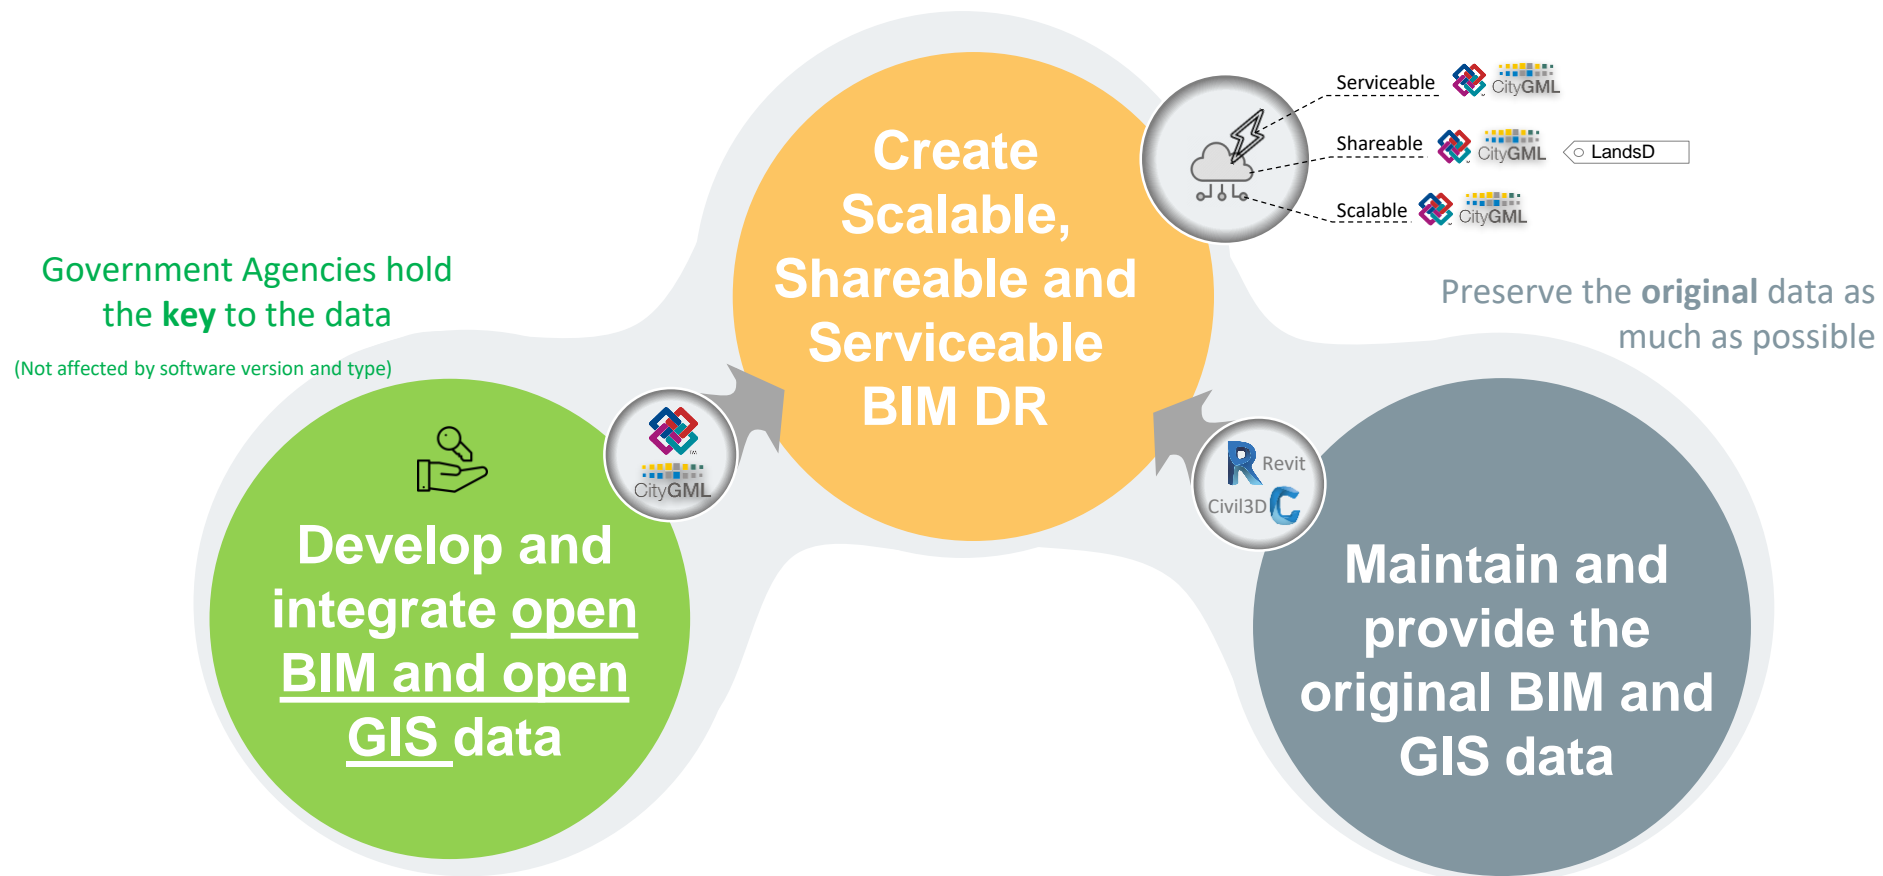 Serviceable
CityGML
Shareable
CityGML
LandsD
Scalable
CityGML
Create
Scalable,
Shareable and
Serviceable
BIM DR
Government Agencies hold
the key to the data
(Not affected by software version and type)
Preserve the original data as
much as possible
TM
CityGML
Revit
Civil3D
Develop and
integrate open
BIM and open
GIS data
Maintain and
provide the
original BIM and
GIS data